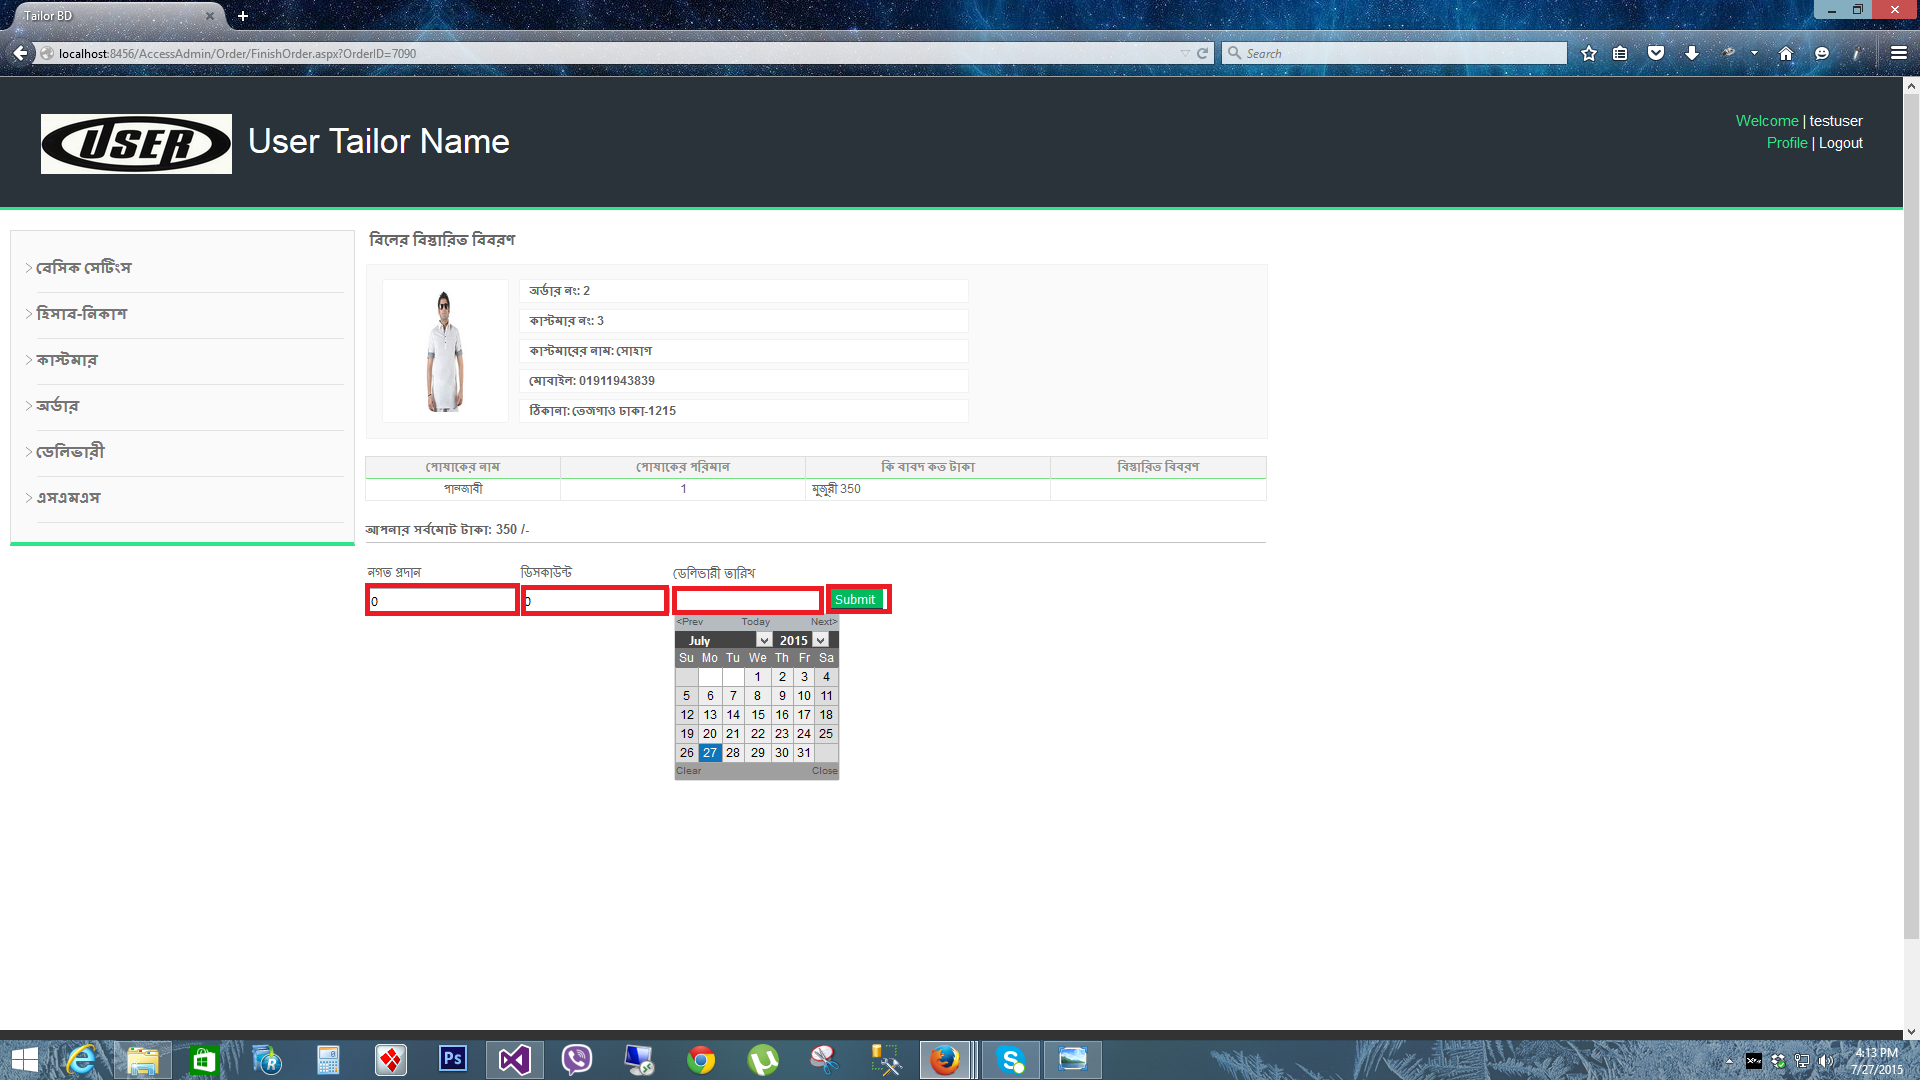 Tailor BD
localhost:8456/AccessAdmin/Order/FinishOrder.aspx?OrderID=7090
Search
USER
User Tailor Name
Welcome | testuser
Profile | Logout
বেসিক সেটিংস
হিসাব-নিকাশ
কাস্টমার
অর্ডার
ডেলিভারী
এসএমএস
বিলের বিস্তারিত বিবরণ
অর্ডার নং: 2
কাস্টমার নং: 3
কাস্টমারের নাম: সোহাগ
মোবাইল: 01911943839
ঠিকানা: তেজগাও ঢাকা-1215
পোষাকের নাম পোষাকের পরিমান কি বাবদ কত টাকা বিস্তারিত বিবরণ
পানজাবী 1 মুজুরী 350
আপনার সর্বমোট টাকা: 350 /-
নগত প্রদান ডিসকাউন্ট ডেলিভারী তারিখ
0 0 Submit
<Prev Today Next>
July 2015
Su Mo Tu We Th Fr Sa
1 2 3 4
5 6 7 8 9 10 11
12 13 14 15 16 17 18
19 20 21 22 23 24 25
26 27 28 29 30 31
Clear Close
Ps
4:13 PM
7/27/2015